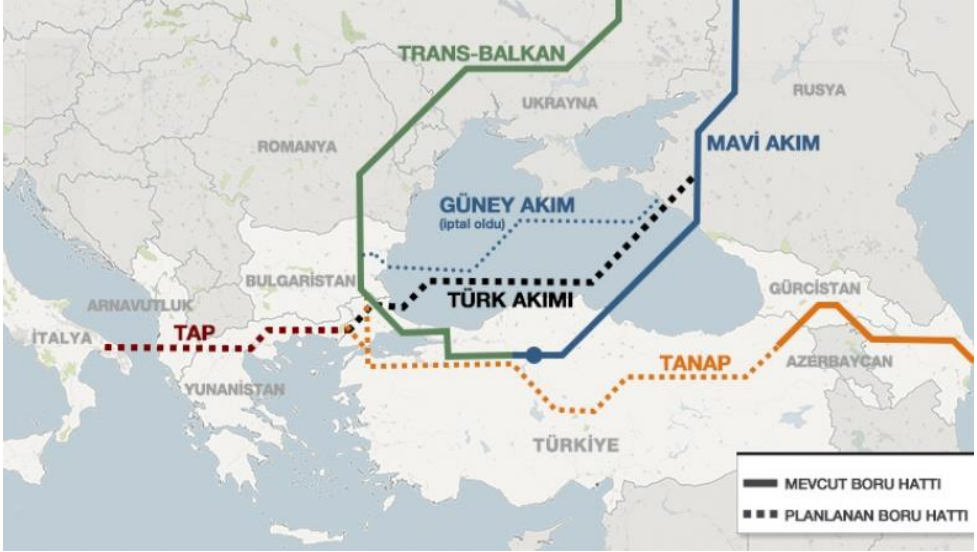 TRANS-BALKAN
UKRAYNA
RUSYA
ROMANYA
MAVİ AKIM
GÜNEY AKIM
(iptal oldu)
BULGARİSTAN
TÜRK AKIMI
GÜRCİSTAN
ARNAVUTLUK
İTALYA
TAP
TANAP
AZERBAYCAN
YUNANİSTAN
TÜRKİYE
MEVCUT BORU HATTI
PLANLANAN BORU HATTI